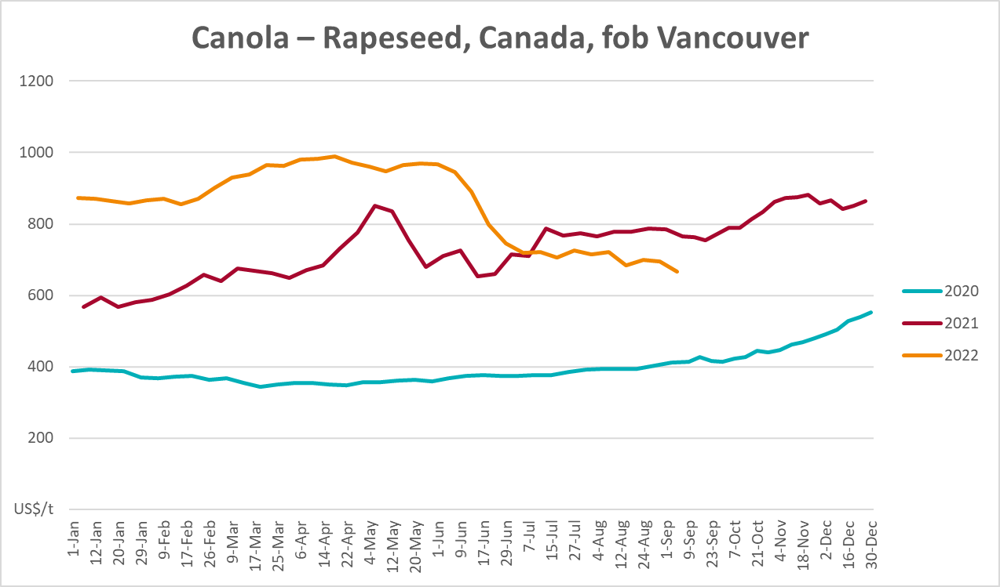 Canola – Rapeseed, Canada, fob Vancouver
1200
1000
800
600
400
200
US$/t
2020
2021
2022
1-Jan
12-Jan
20-Jan
29-Jan
9-Feb
17-Feb
26-Feb
9-Mar
17-Mar
25-Mar
6-Apr
14-Apr
22-Apr
4-May
12-May
20-May
1-Jun
9-Jun
17-Jun
29-Jun
7-Jul
15-Jul
27-Jul
4-Aug
12-Aug
24-Aug
1-Sep
9-Sep
23-Sep
7-Oct
21-Oct
4-Nov
18-Nov
2-Dec
16-Dec
30-Dec